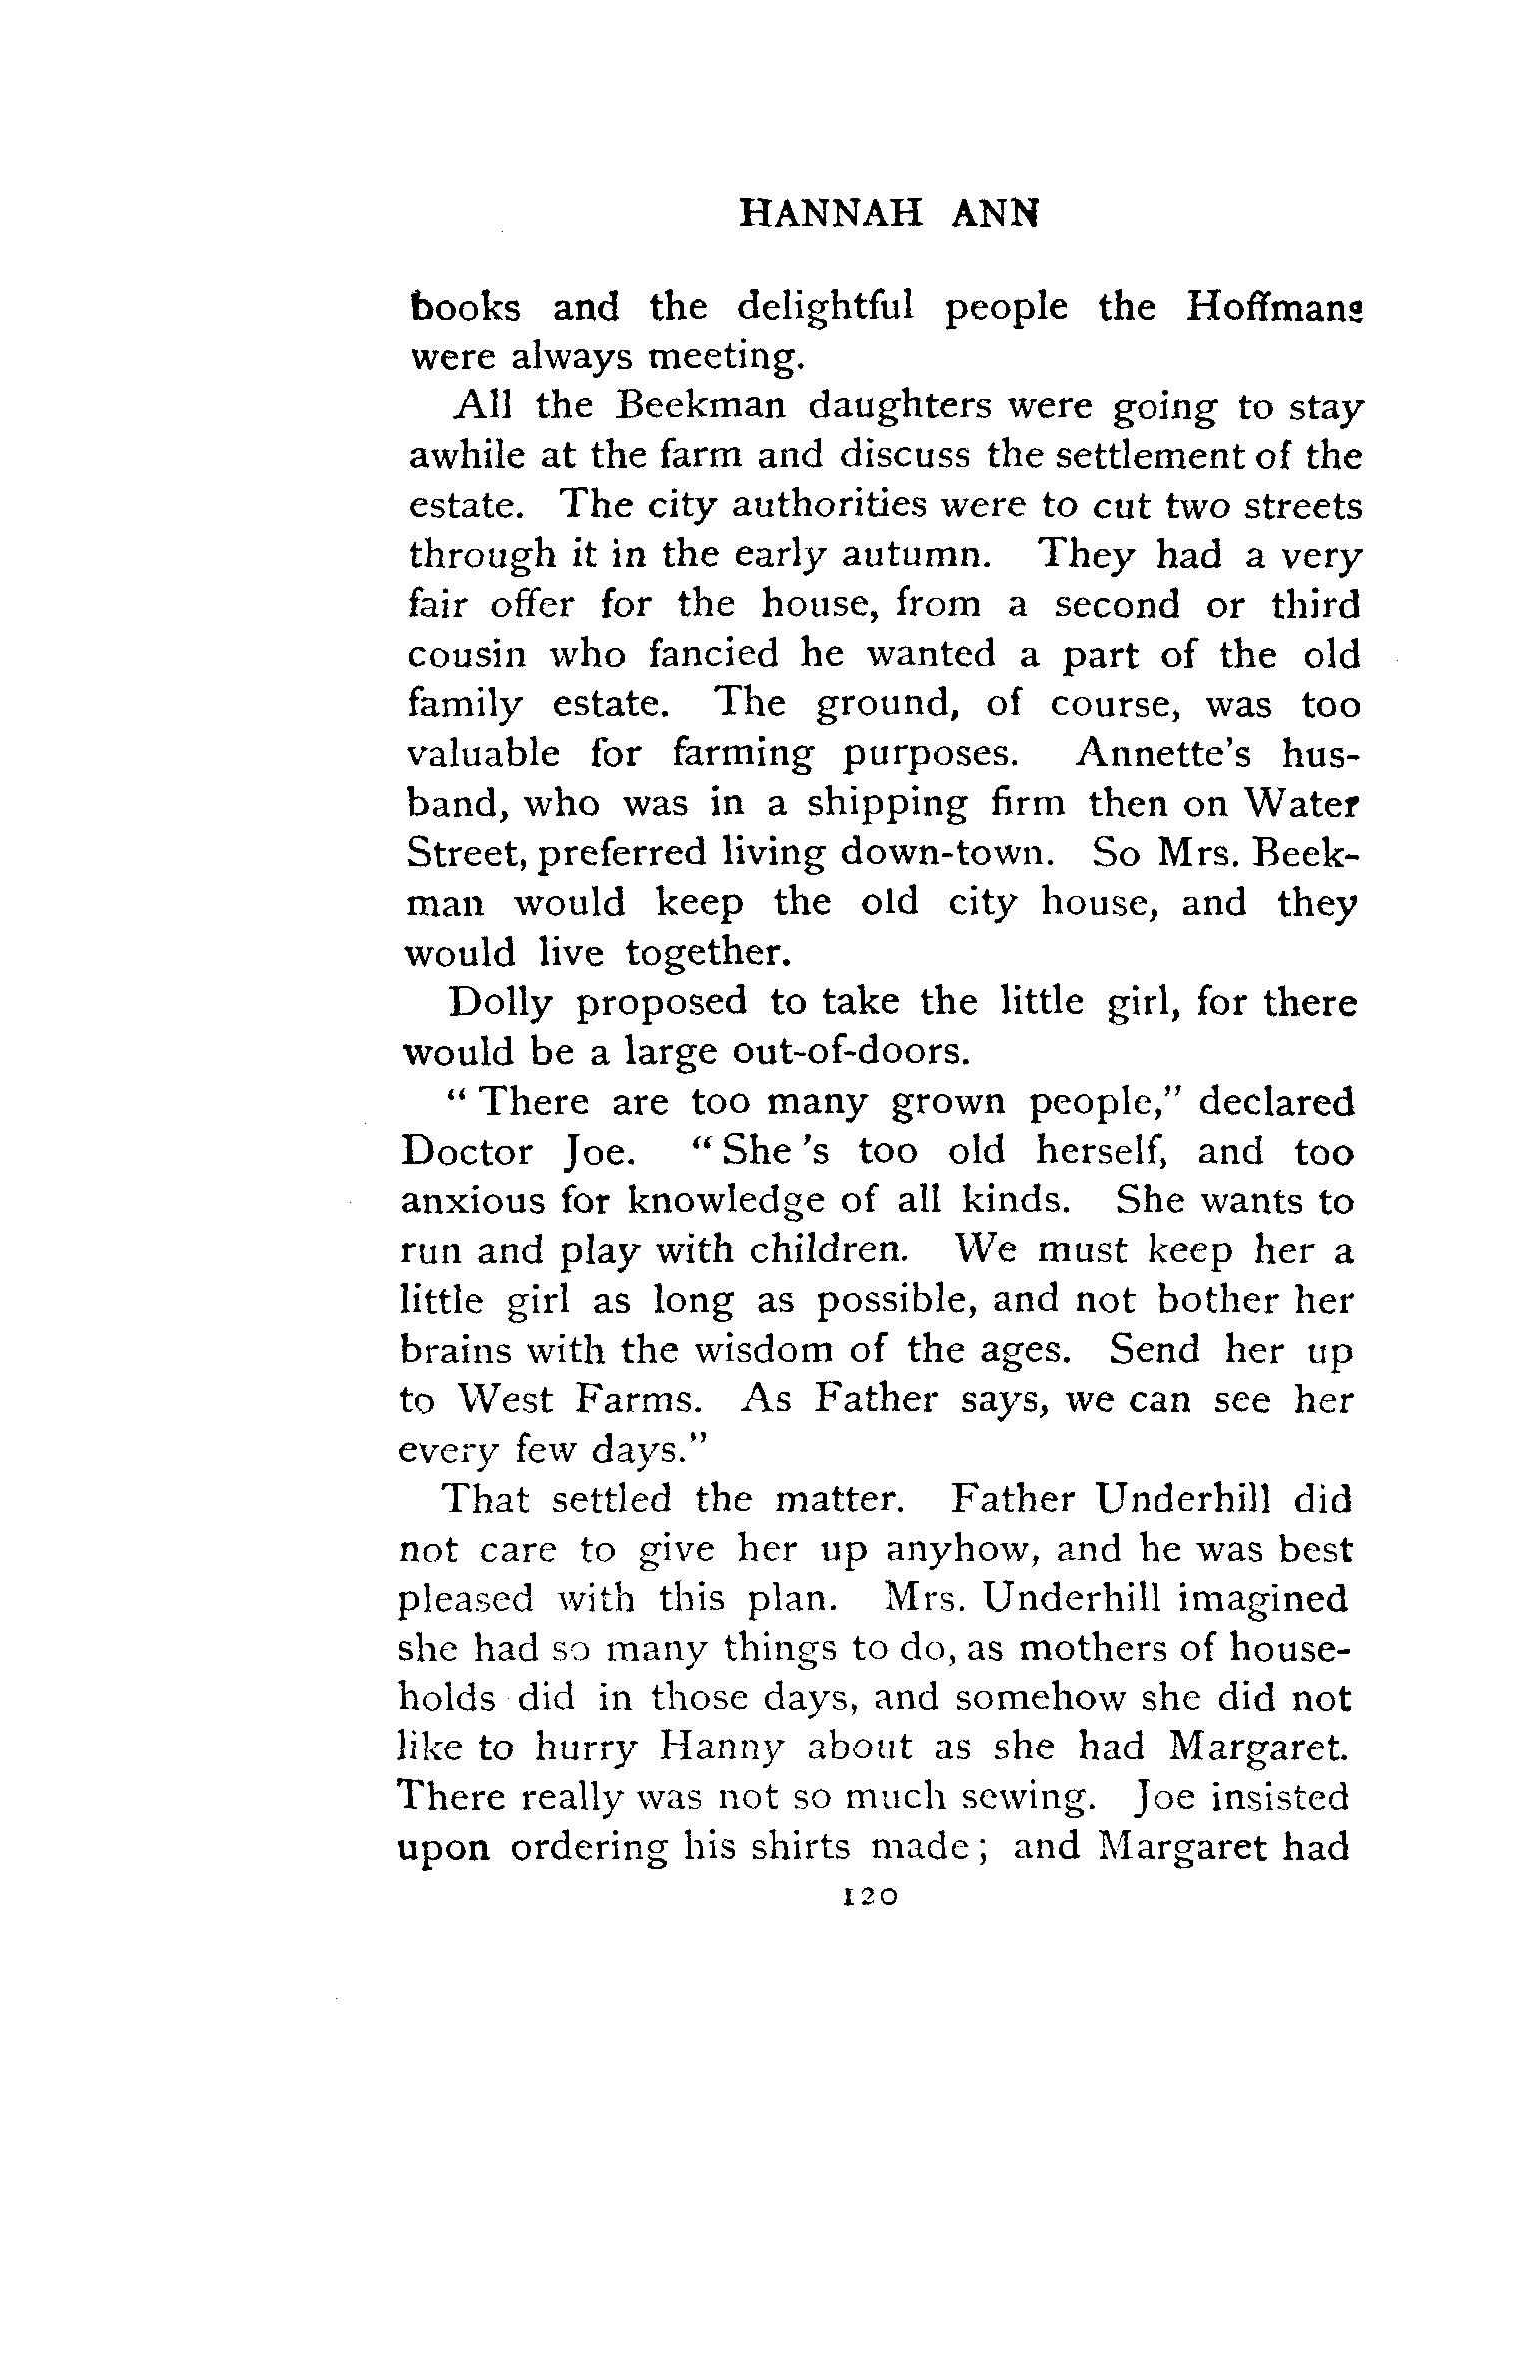 HANNAH ANN
books and the delightful people the Hoffmans
were always meeting.
All the Beekman daughters were going to stay
awhile at the farm and discuss the settlement of the
estate. The city authorities were to cut two streets
through it in the early autumn. They had a very
fair offer for the house, from a second or third
cousin who fancied he wanted a part of the old
family estate. The ground, of course, was too
valuable for farming purposes. Annette's hus-
band, who was in a shipping firm then on Water
Street, preferred living down-town. So Mrs. Beek-
man would keep the old city house, and they
would live together.
Dolly proposed to take the little girl, for there
would be a large out-of-doors.
"There are too many grown people," declared
Doctor Joe. "She's too old herself, and too
anxious for knowledge of all kinds. She wants to
run and play with children. We must keep her a
little girl as long as possible, and not bother her
brains with the wisdom of the ages. Send her up
to West Farms. As Father says, we can see her
every few days."
That settled the matter. Father Underhill did
not care to give her up anyhow, and he was best
pleased with this plan. Mrs. Underhill imagined
she had so many things to do, as mothers of house-
holds did in those days, and somehow she did not
like to hurry Hanny about as she had Margaret.
There really was not so much sewing. Joe insisted
upon ordering his shirts made; and Margaret had
120